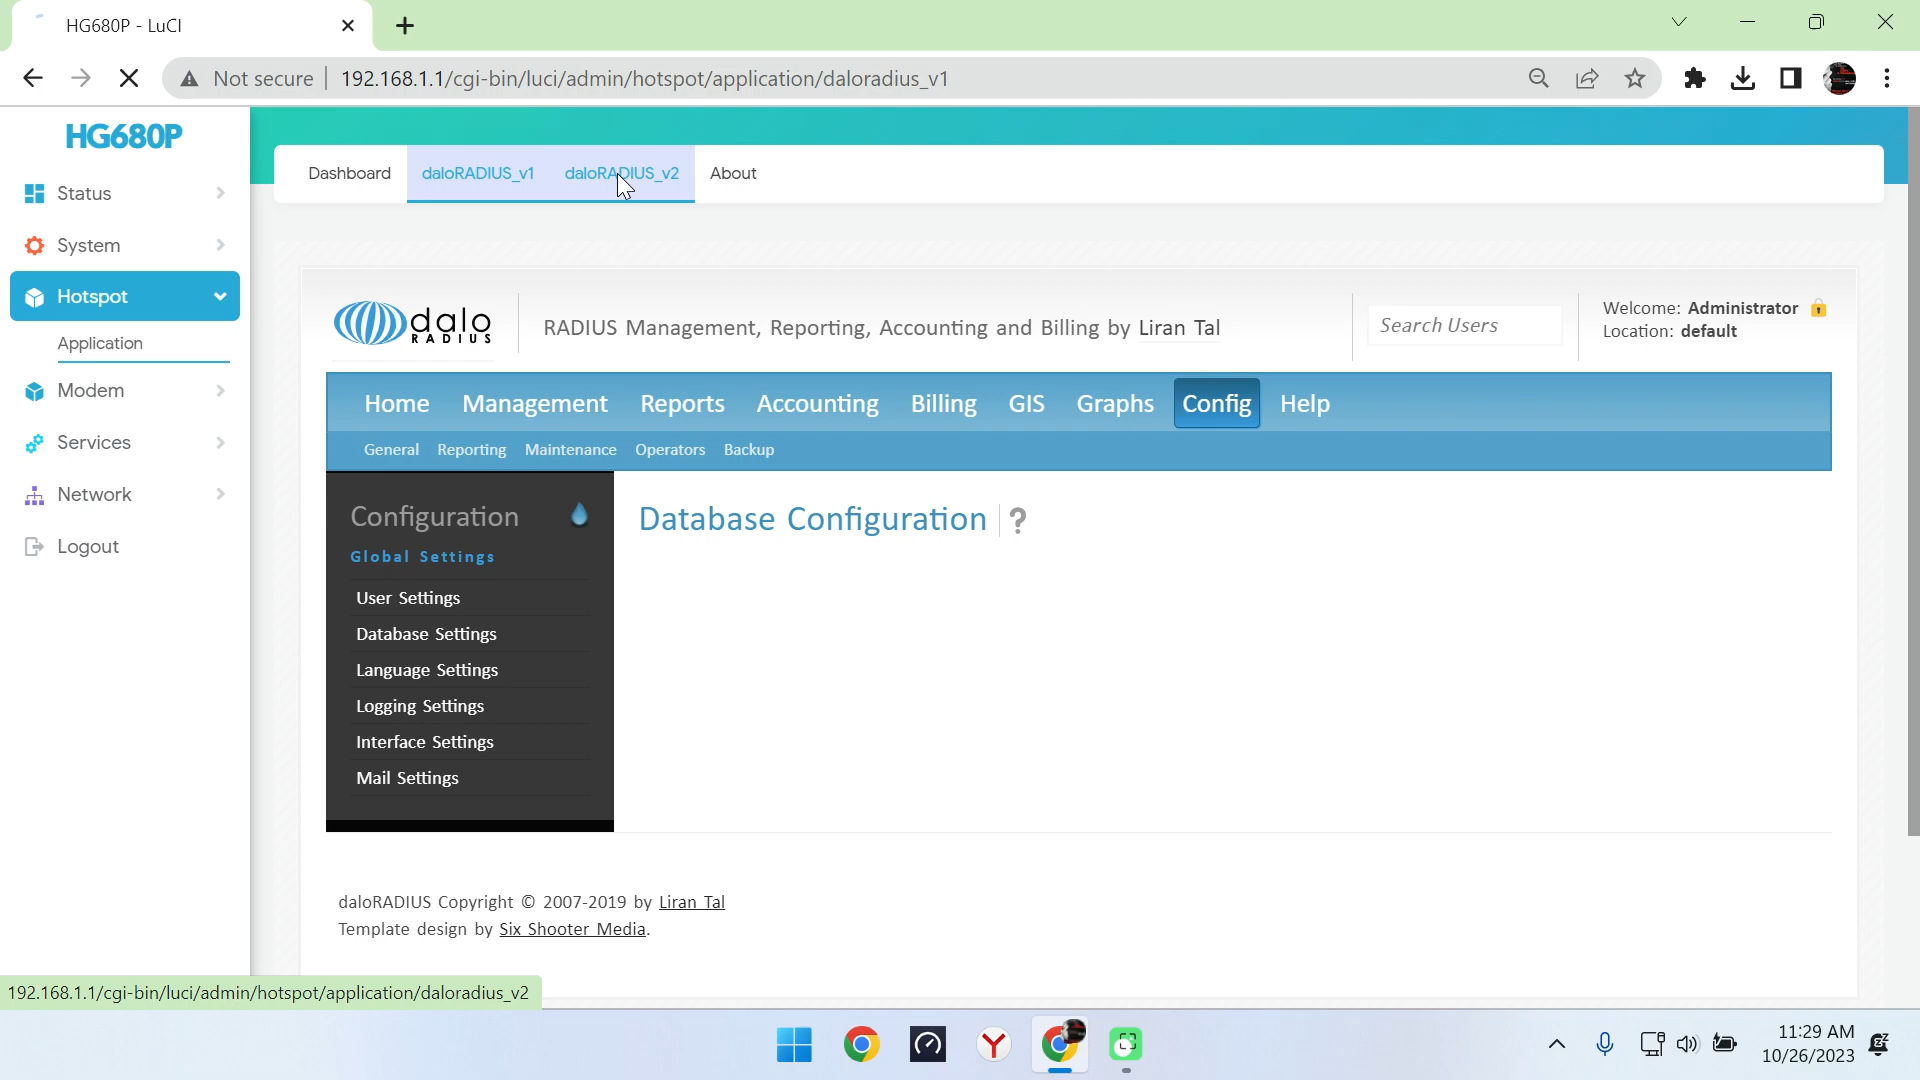 HG680P - LuCI
Not secure
192.168.1.1/cgi-bin/luci/admin/hotspot/application/daloradius_v1
HG680P
Status
System
Hotspot
Application
Modem
Services
Network
Logout
Dashboard daloRADIUS_v1 daloRADIUS_v2 About
dalo
RADIUS
RADIUS Management, Reporting, Accounting and Billing by Liran Tal
Search Users
Welcome: Administrator
Location: default
Home Management Reports Accounting Billing GIS Graphs Config Help
General Reporting Maintenance Operators Backup
Configuration
Global Settings
User Settings
Database Settings
Language Settings
Logging Settings
Interface Settings
Mail Settings
Database Configuration ?
daloRADIUS Copyright © 2007-2019 by Liran Tal
Template design by Six Shooter Media.
192.168.1.1/cgi-bin/luci/admin/hotspot/application/daloradius_v2
11:29 AM
10/26/2023